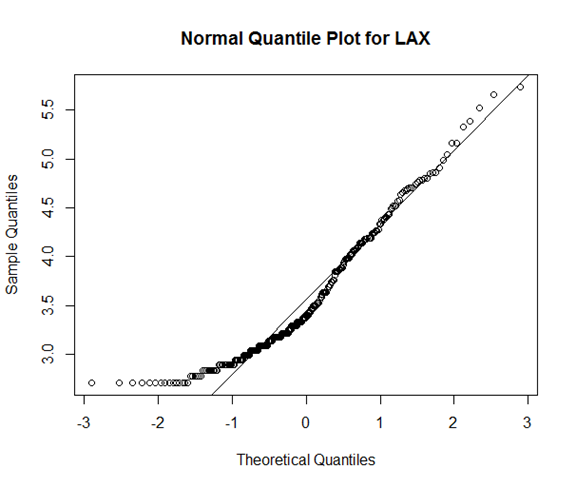 Normal Quantile Plot for LAX
5.5
5.0
4.5
4.0
3.5
3.0
Sample Quantiles
-3 -2 -1 0 1 2 3
Theoretical Quantiles